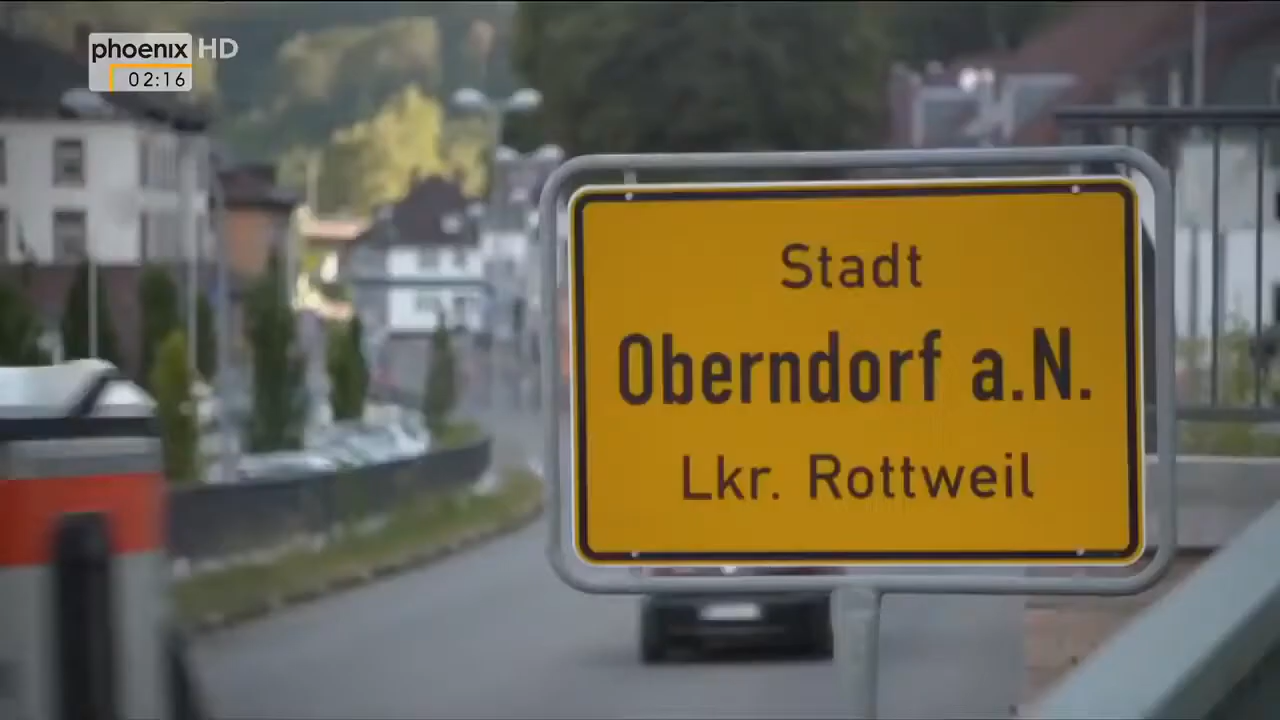 phoenix HD
02:16
Stadt
Oberndorf a.N.
Lkr. Rottweil